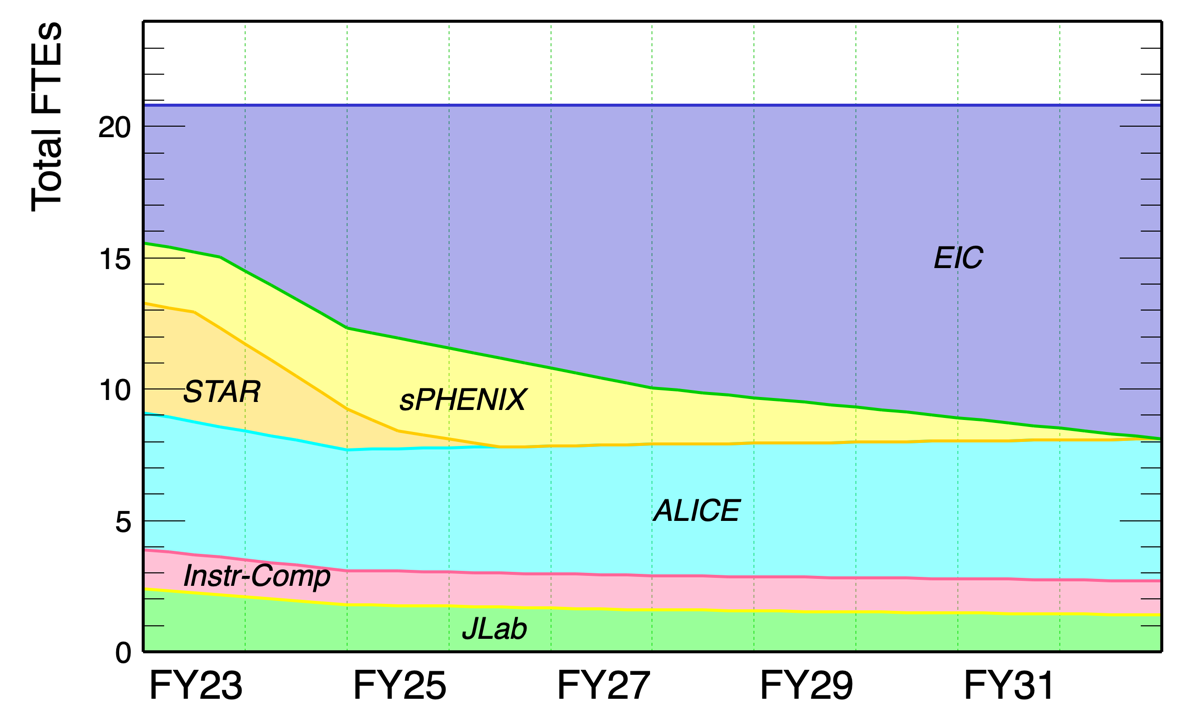 Total FTEs
20
15
10
5
0
EIC
STAR
sPHENIX
ALICE
Instr-Comp
JLab
FY23 FY25 FY27 FY29 FY31